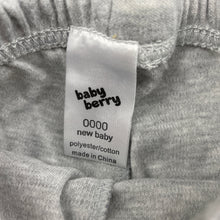 baby
berry
0000
new baby
polyester/cotton
made in China